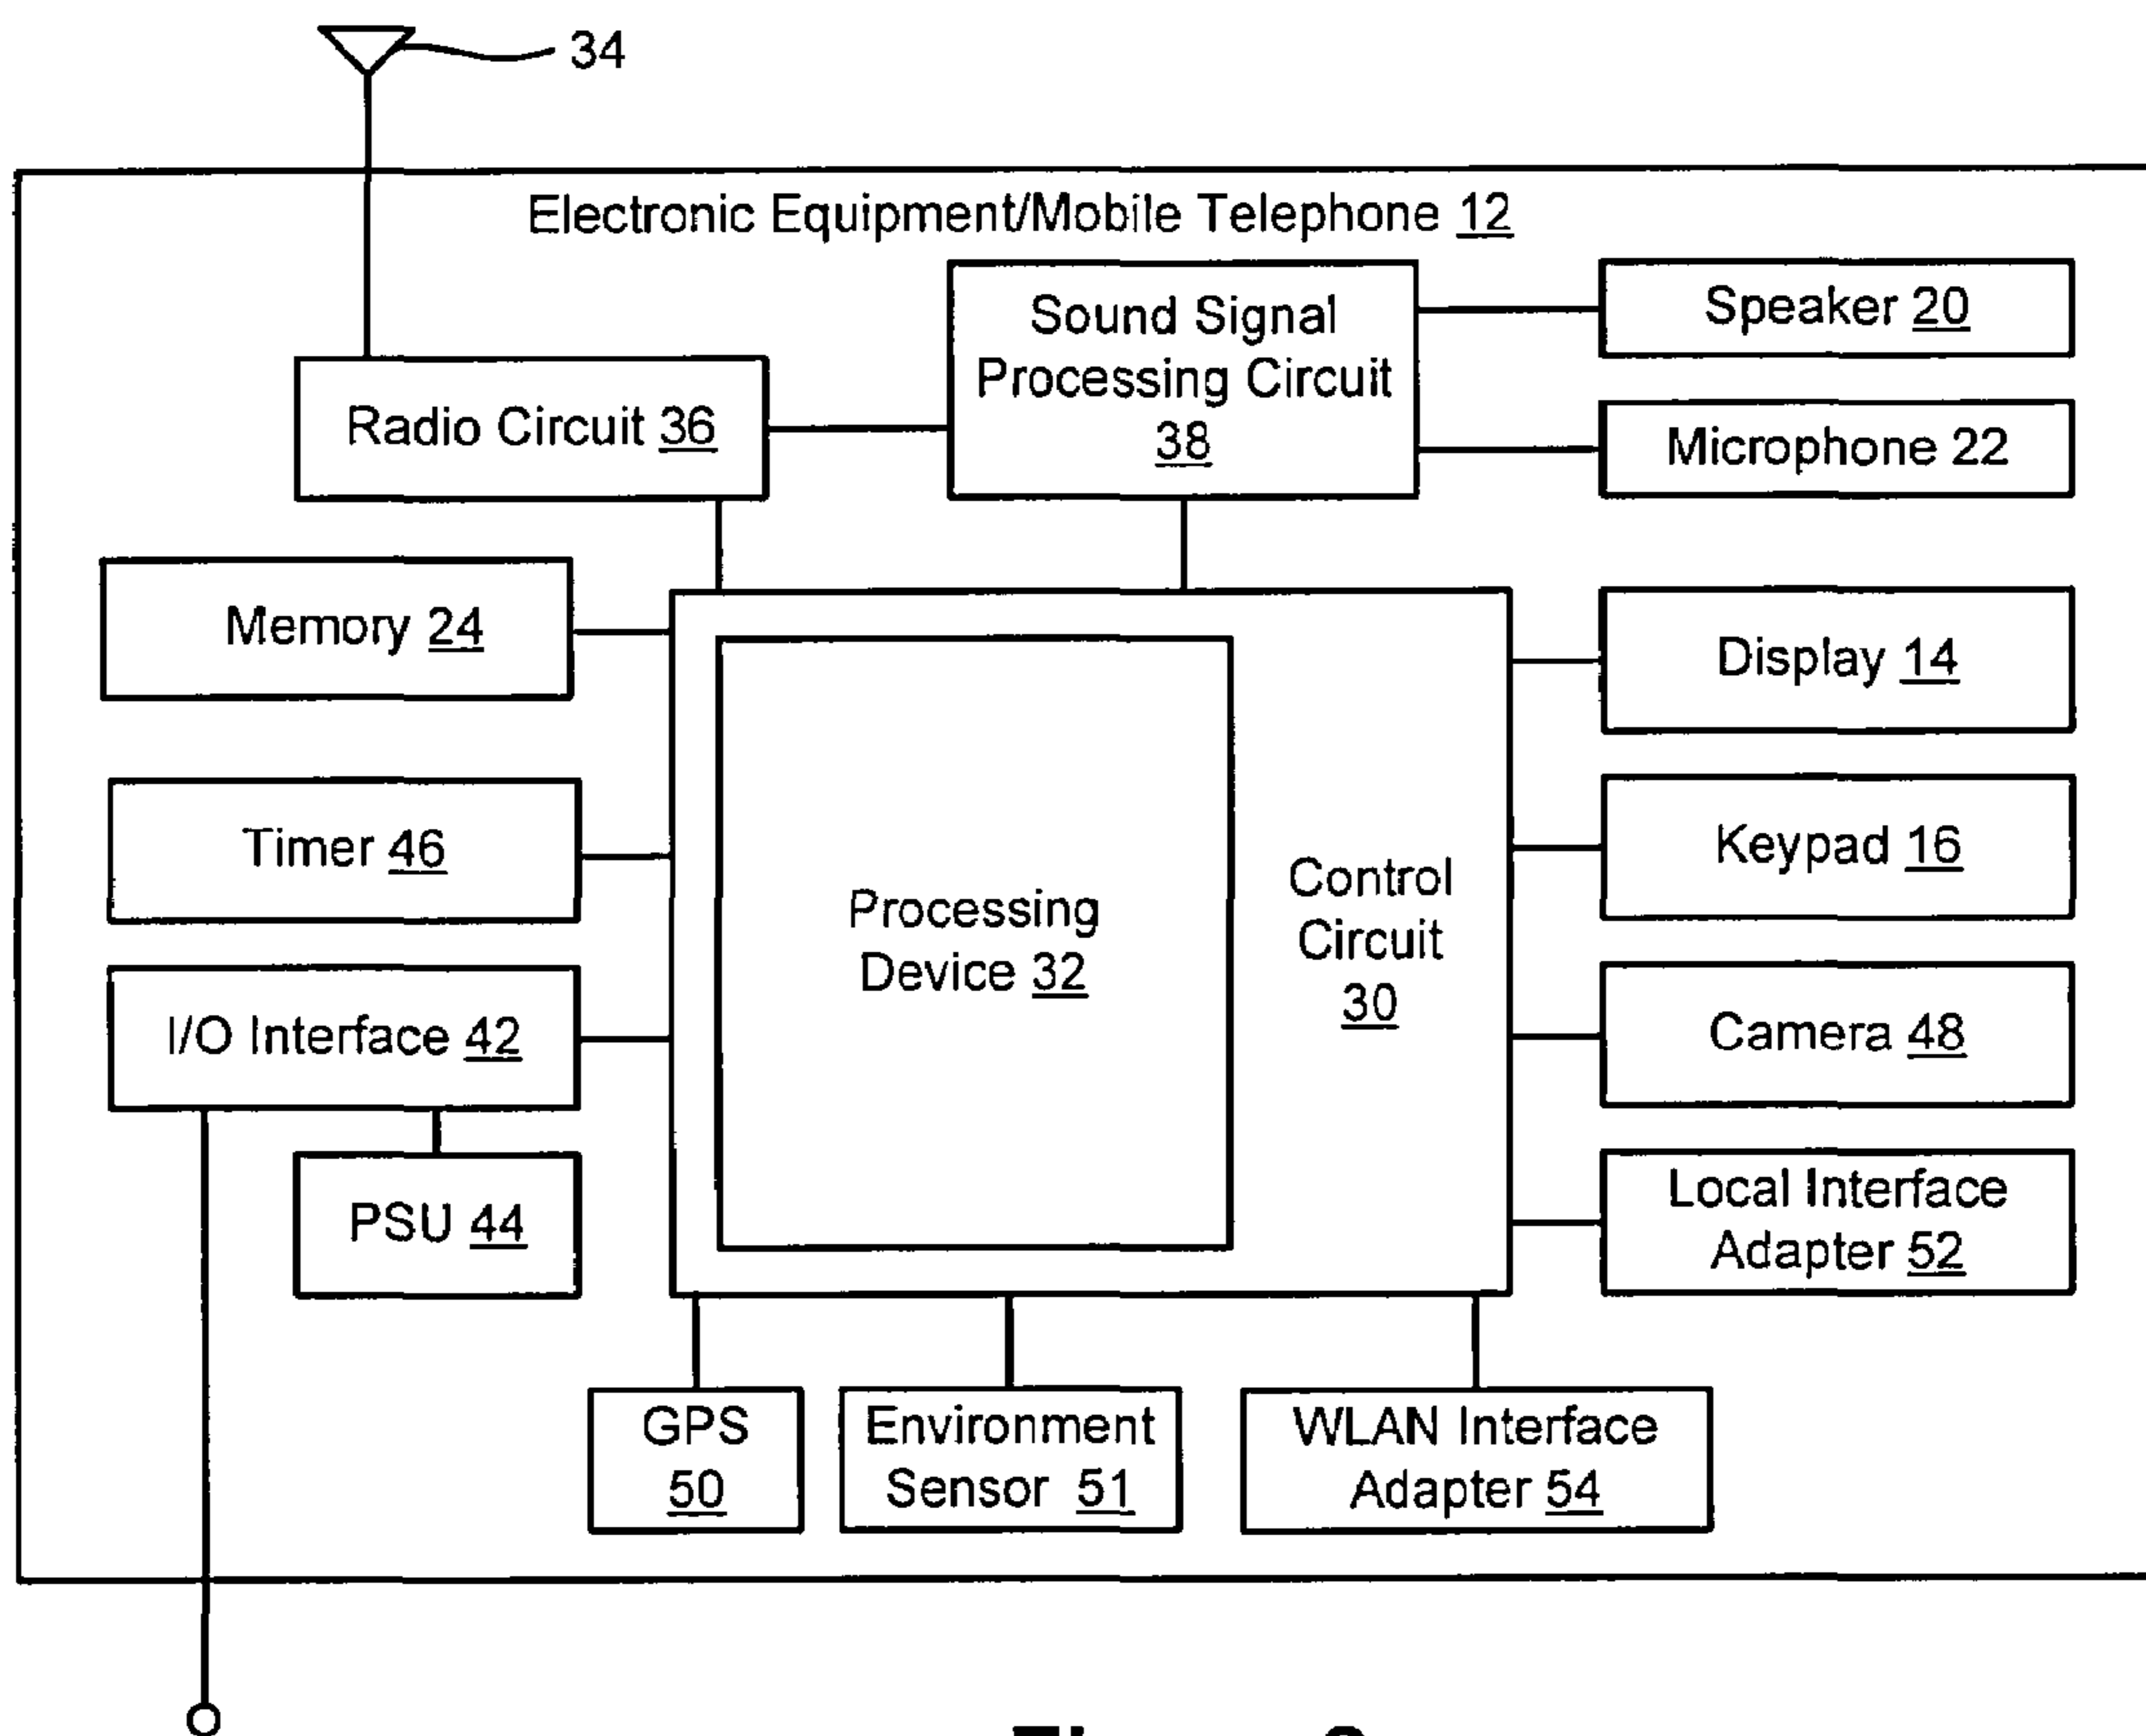 34
Electronic Equipment/Mobile Telephone 12
Sound Signal
Processing Circuit
38
Speaker 20
Radio Circuit 36
Microphone 22
Memory 24
Display 14
Timer 46
Keypad 16
Processing
Device 32
Control
Circuit
30
I/O Interface 42
Camera 48
PSU 44
Local Interface
Adapter 52
GPS
50
Environment
Sensor 51
WLAN Interface
Adapter 54